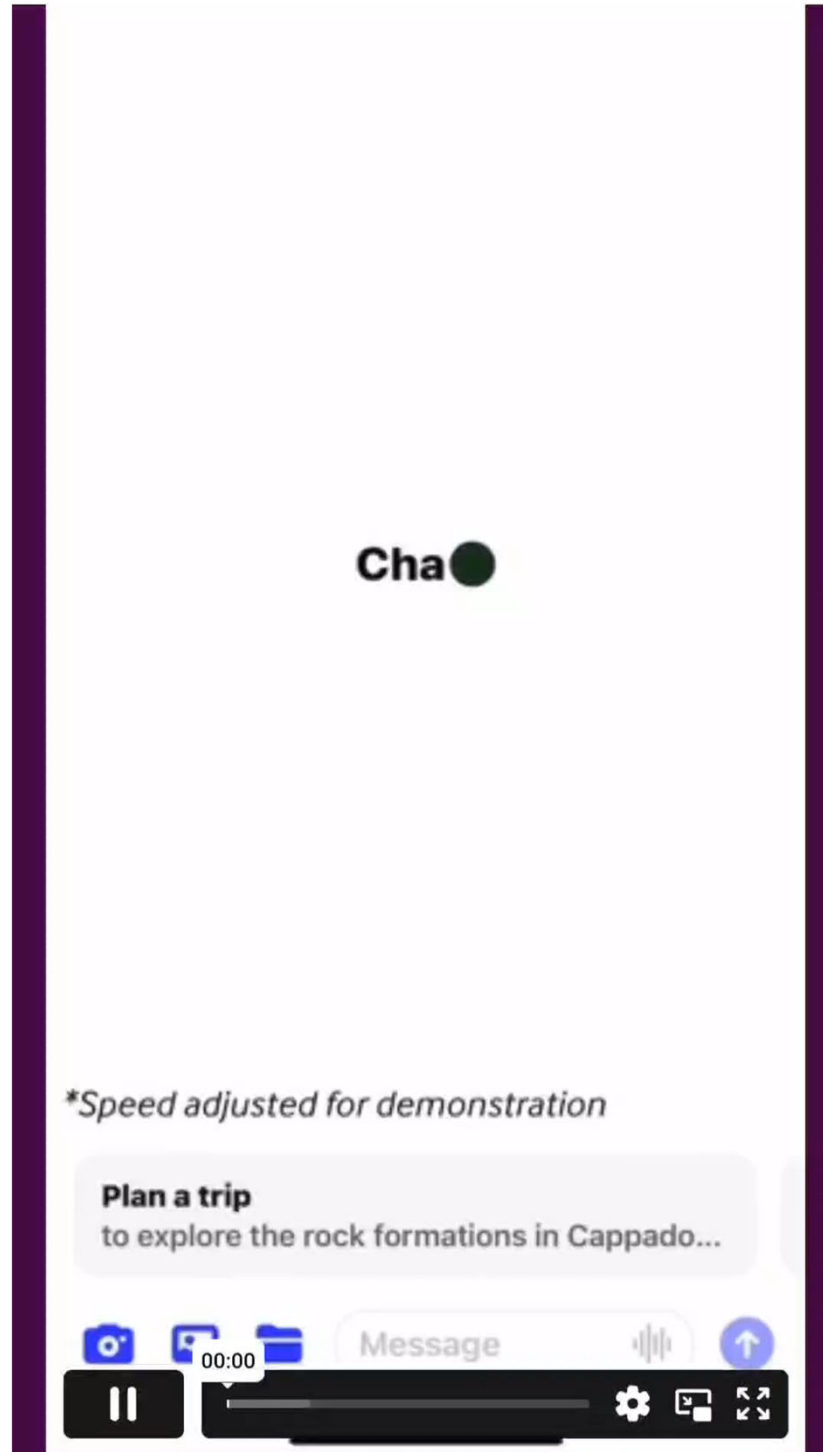 Cha
*Speed adjusted for demonstration
Plan a trip
to explore the rock formations in Cappado...
Message
00:00